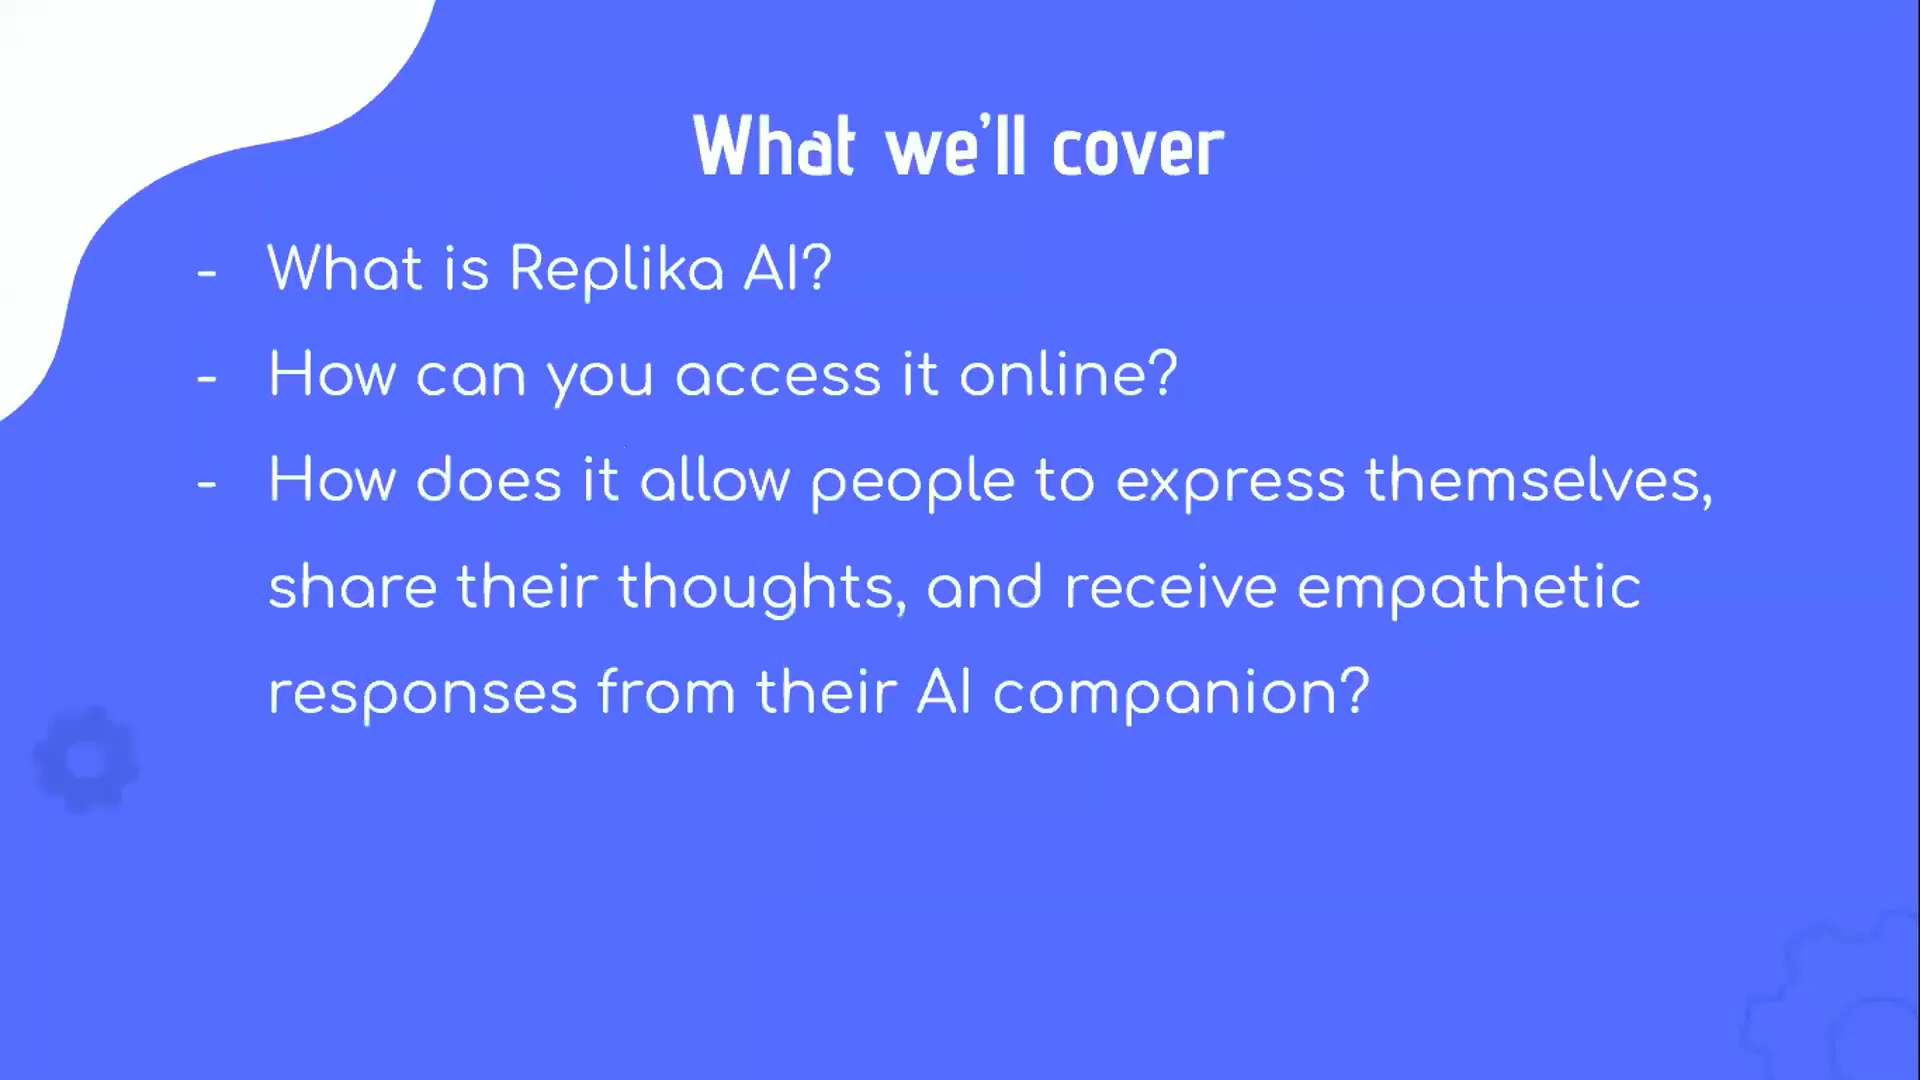 What we'll cover
- What is Replika AI?
- How can you access it online?
- How does it allow people to express themselves,
share their thoughts, and receive empathetic
responses from their AI companion?